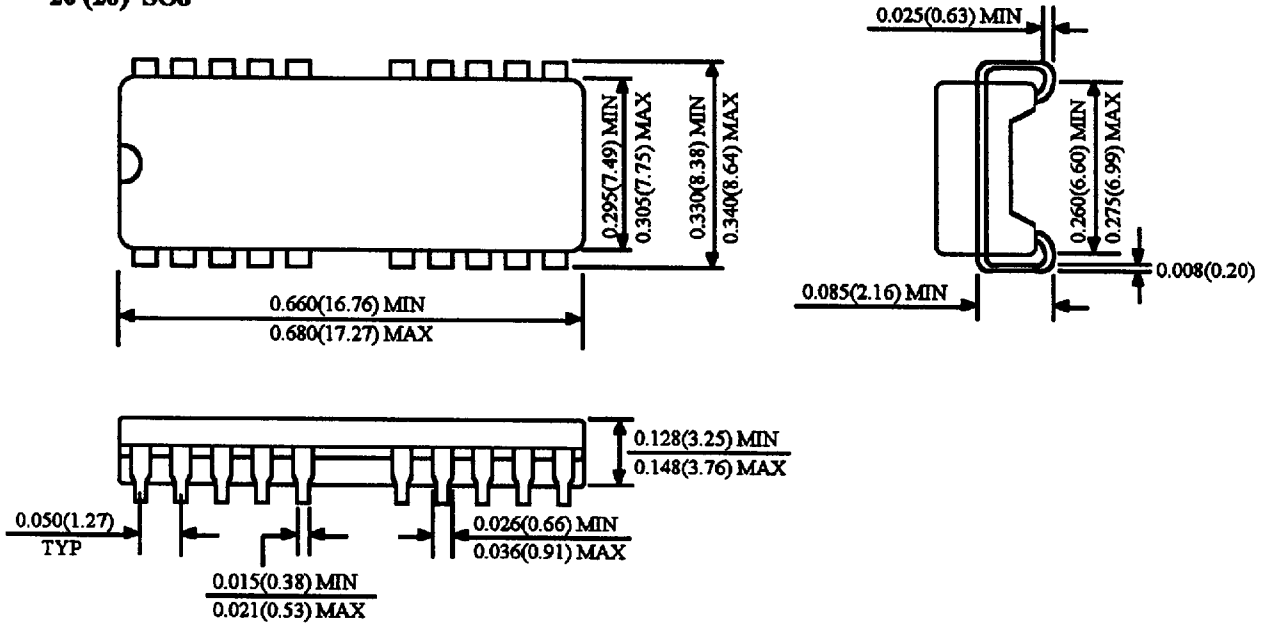 0.025(0.63) MIN
0.295(7.49) MIN
0.305(7.75) MAX
0.330(8.38) MIN
0.340(8.64) MAX
0.260(6.60) MIN
0.275(6.99) MAX
0.008(0.20)
0.085(2.16) MIN
0.660(16.76) MIN
0.680(17.27) MAX
0.128(3.25) MIN
0.148(3.76) MAX
0.050(1.27)
TYP
0.026(0.66) MIN
0.036(0.91) MAX
0.015(0.38) MIN
0.021(0.53) MAX